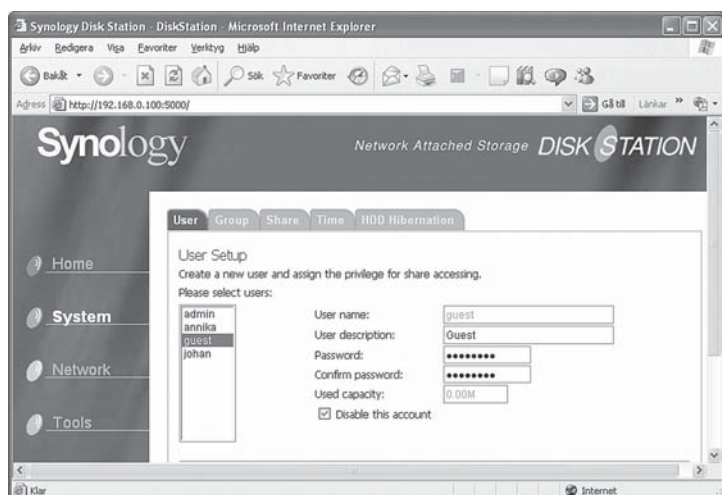 Synology Disk Station - DiskStation - Microsoft Internet Explorer
Arkiv Redigera Visa Favoriter Verktyg Hjälp
Bakåt Sök Favoriter
Adress http://192.168.0.100:5000/ Gå till Länkar »
Synology Network Attached Storage DISK STATION
User Group Share Time HDD Hibernation
Home
System
Network
Tools
User Setup
Create a new user and assign the privilege for share accessing.
Please select users:
admin
annika
guest
johan
User name: guest
User description: Guest
Password: ••••••••
Confirm password: ••••••••
Used capacity: 0.00M
Disable this account
Klar Internet